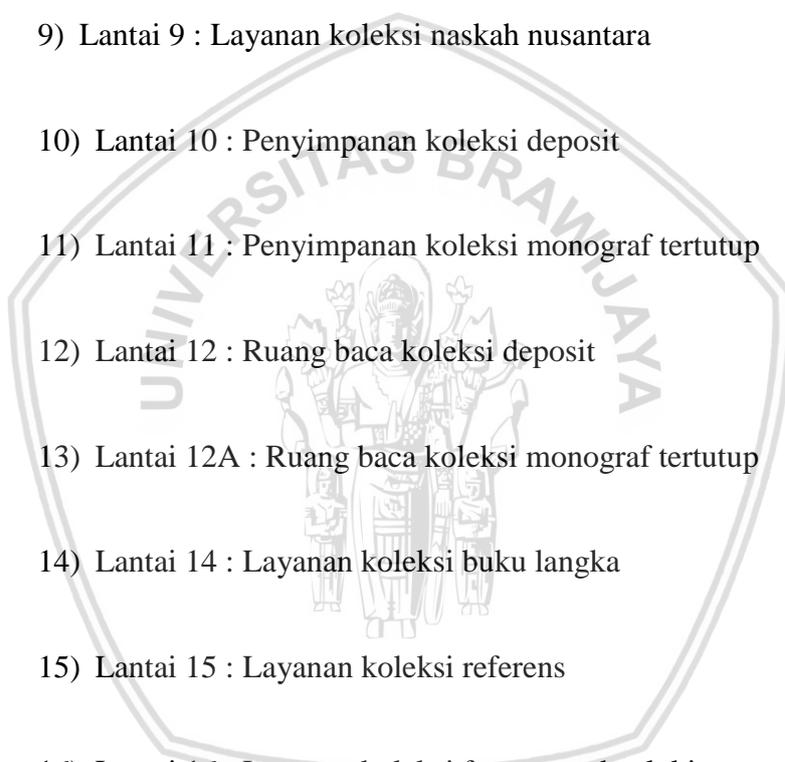 9) Lantai 9 : Layanan koleksi naskah nusantara
10) Lantai 10 : Penyimpanan koleksi deposit
UNIVERSITAS BRAWIJAYA
11) Lantai 11 : Penyimpanan koleksi monograf tertutup
12) Lantai 12 : Ruang baca koleksi deposit
13) Lantai 12A : Ruang baca koleksi monograf tertutup
14) Lantai 14 : Layanan koleksi buku langka
15) Lantai 15 : Layanan koleksi referens